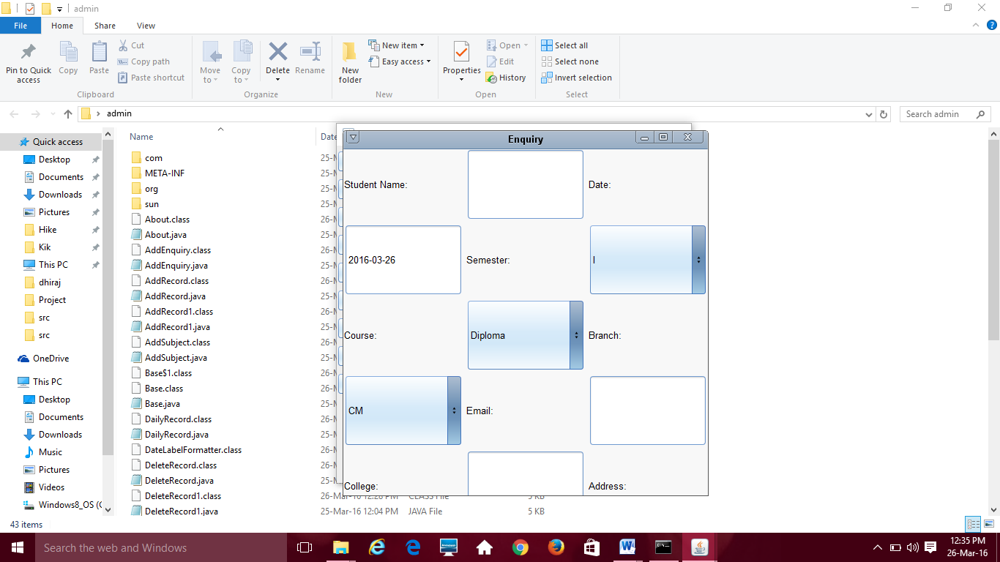 admin
File Home Share View
Pin to Quick access
Copy
Paste
Cut
Copy path
Paste shortcut
Clipboard
Move to
Copy to
Delete
Rename
Organize
New folder
New item
Easy access
New
Properties
Open
Edit
History
Open
Select all
Select none
Invert selection
Select
admin
Search admin
Quick access
Desktop
Documents
Downloads
Pictures
Hike
Kik
This PC
dhiraj
Project
src
src
OneDrive
This PC
Desktop
Documents
Downloads
Music
Pictures
Videos
Windows8_OS (C
Name Date
com 25-M
META-INF 25-M
org 25-M
sun 25-M
About.class 26-M
About.java 25-M
AddEnquiry.class 26-M
AddEnquiry.java 25-M
AddRecord.class 26-M
AddRecord.java 25-M
AddRecord1.class 26-M
AddRecord1.java 25-M
AddSubject.class 26-M
AddSubject.java 25-M
Base$1.class 26-M
Base.class 26-M
Base.java 25-M
DailyRecord.class 26-M
DailyRecord.java 25-M
DateLabelFormatter.class 26-M
DeleteRecord.class 26-M
DeleteRecord.java 25-M
DeleteRecord1.class 26-Mar-16 12:28 PM CLASS File 5 KB
DeleteRecord1.java 25-Mar-16 12:04 PM JAVA File 5 KB
Enquiry
Student Name: Date:
2016-03-26 Semester: I
Course: Diploma Branch:
CM Email:
College: Address:
43 items
Search the web and Windows
12:35 PM
26-Mar-16